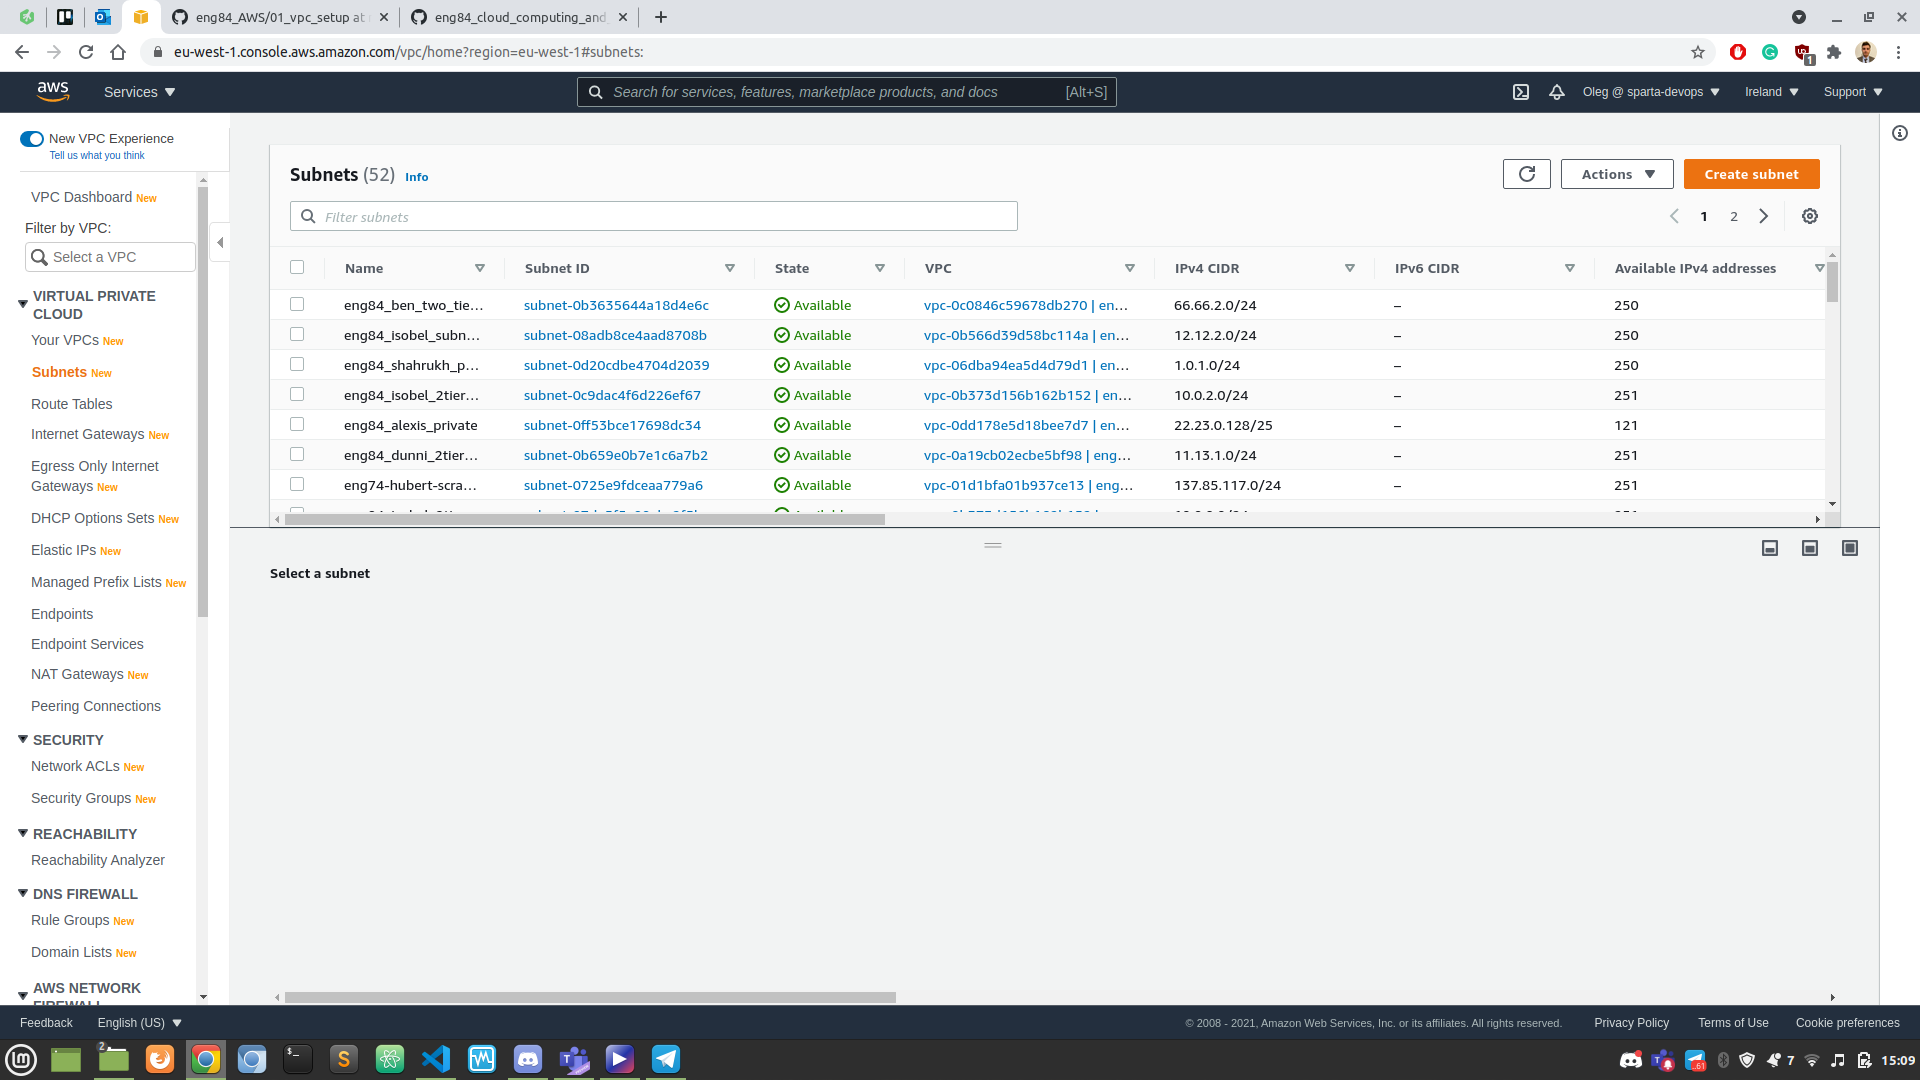 eng84_AWS/01_vpc_setup at
eng84_cloud_computing_and_
eu-west-1.console.aws.amazon.com/vpc/home?region=eu-west-1#subnets:
1
aws
Services
Search for services, features, marketplace products, and docs
[Alt+S]
Oleg @ sparta-devops
Ireland
Support
New VPC Experience
Tell us what you think
VPC Dashboard New
Filter by VPC:
Select a VPC
VIRTUAL PRIVATE
CLOUD
Your VPCs New
Subnets New
Route Tables
Internet Gateways New
Egress Only Internet
Gateways New
DHCP Options Sets New
Elastic IPs New
Managed Prefix Lists New
Endpoints
Endpoint Services
NAT Gateways New
Peering Connections
SECURITY
Network ACLs New
Security Groups New
REACHABILITY
Reachability Analyzer
DNS FIREWALL
Rule Groups New
Domain Lists New
AWS NETWORK
FIREWALL
Subnets (52) Info
Actions
Create subnet
Filter subnets
1 2
Name Subnet ID State VPC IPv4 CIDR IPv6 CIDR Available IPv4 addresses
eng84_ben_two_tie... subnet-0b3635644a18d4e6c Available vpc-0c0846c59678db270 | en... 66.66.2.0/24 – 250
eng84_isobel_subn... subnet-08adb8ce4aad8708b Available vpc-0b566d39d58bc114a | en... 12.12.2.0/24 – 250
eng84_shahrukh_p... subnet-0d20cdbe4704d2039 Available vpc-06dba94ea5d4d79d1 | en... 1.0.1.0/24 – 250
eng84_isobel_2tier... subnet-0c9dac4f6d226ef67 Available vpc-0b373d156b162b152 | en... 10.0.2.0/24 – 251
eng84_alexis_private subnet-0ff53bce17698dc34 Available vpc-0dd178e5d18bee7d7 | en... 22.23.0.128/25 – 121
eng84_dunni_2tier... subnet-0b659e0b7e1c6a7b2 Available vpc-0a19cb02ecbe5bf98 | eng... 11.13.1.0/24 – 251
eng74-hubert-scra... subnet-0725e9fdceaa779a6 Available vpc-01d1bfa01b937ce13 | eng... 137.85.117.0/24 – 251
Select a subnet
Feedback
English (US)
© 2008 - 2021, Amazon Web Services, Inc. or its affiliates. All rights reserved.
Privacy Policy
Terms of Use
Cookie preferences
2
7
15:09